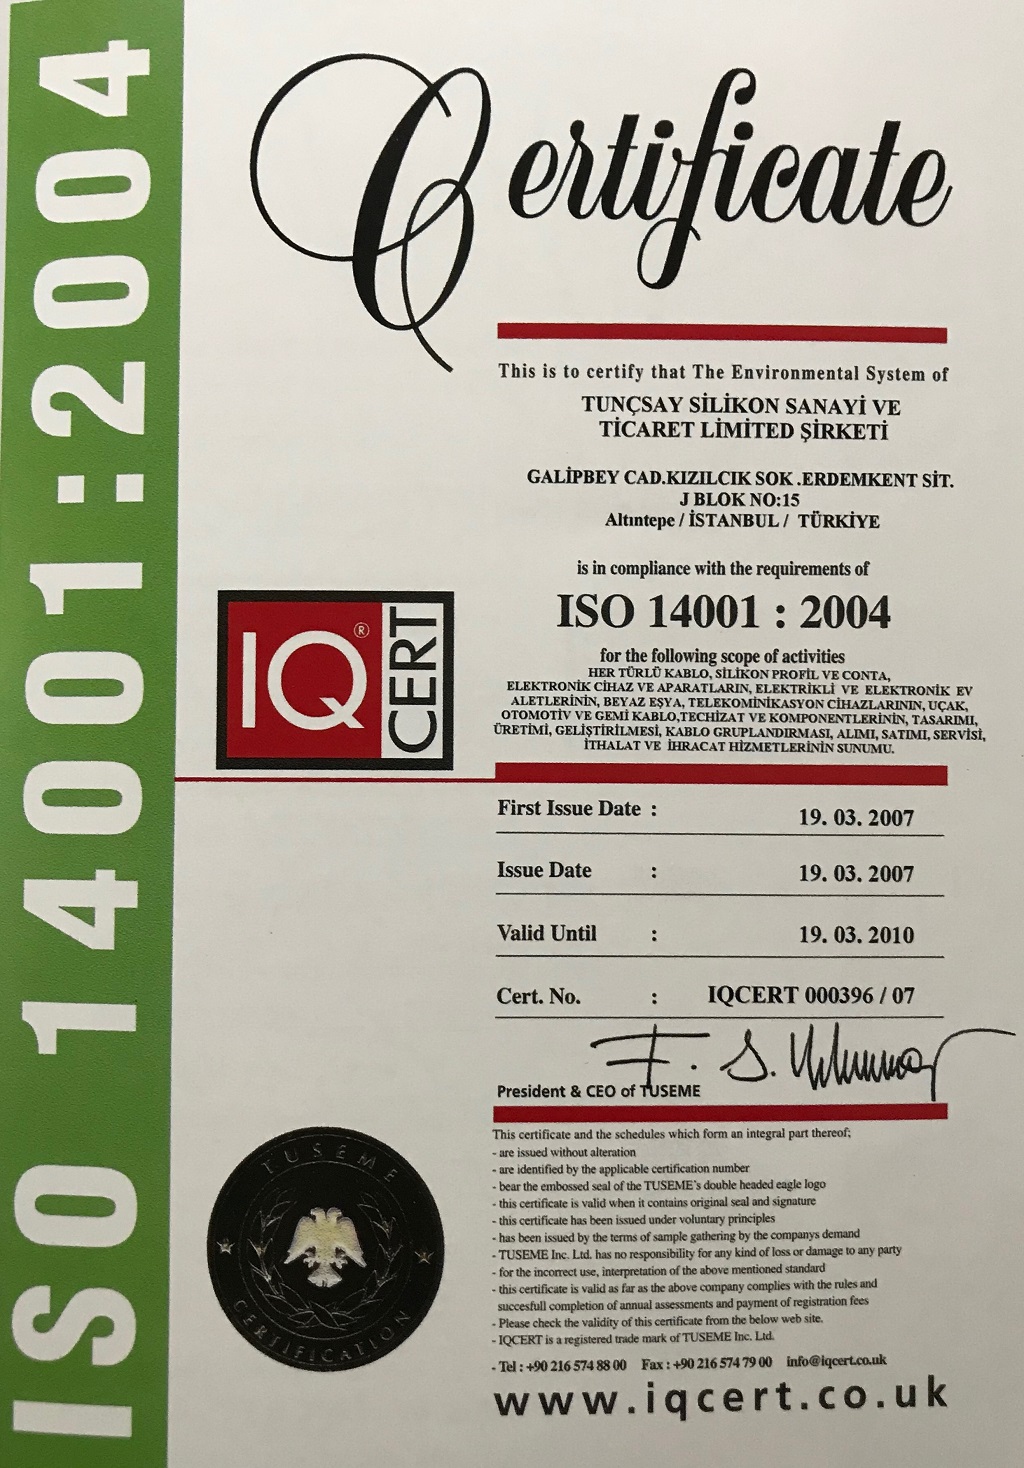 ISO 14001:2004
Certificate
This is to certify that The Environmental System of
TUNÇSAY SİLİKON SANAYİ VE
TİCARET LİMİTED ŞİRKETİ
GALİPBEY CAD.KIZILCIK SOK .ERDEMKENT SİT.
J BLOK NO:15
Altıntepe / İSTANBUL / TÜRKİYE
is in compliance with the requirements of
ISO 14001 : 2004
for the following scope of activities
HER TÜRLÜ KABLO, SİLİKON PROFİL VE CONTA,
ELEKTRONİK CİHAZ VE APARATLARIN, ELEKTRİKLİ VE ELEKTRONİK EV
ALETLERİNİN, BEYAZ EŞYA, TELEKOMİNİKASYON CİHAZLARININ, UÇAK,
OTOMOTİV VE GEMİ KABLO,TECHİZAT VE KOMPONENTLERİNİN, TASARIMI,
ÜRETİMİ, GELİŞTİRİLMESİ, KABLO GRUPLANDIRMASI, ALIMI, SATIMI, SERVİSİ,
İTHALAT VE İHRACAT HİZMETLERİNİN SUNUMU.
IQ® CERT
First Issue Date : 19. 03. 2007
Issue Date : 19. 03. 2007
Valid Until : 19. 03. 2010
Cert. No. : IQCERT 000396 / 07
President & CEO of TUSEME
This certificate and the schedules which form an integral part thereof;
- are issued without alteration
- are identified by the applicable certification number
- bear the embossed seal of the TUSEME's double headed eagle logo
- this certificate is valid when it contains original seal and signature
- this certificate has been issued under voluntary principles
- has been issued by the terms of sample gathering by the companys demand
- TUSEME Inc. Ltd. has no responsibility for any kind of loss or damage to any party
- for the incorrect use, interpretation of the above mentioned standard
- this certificate is valid as far as the above company complies with the rules and
succesfull completion of annual assessments and payment of registration fees
- Please check the validity of this certificate from the below web site.
- IQCERT is a registered trade mark of TUSEME Inc. Ltd.
- Tel : +90 216 574 88 00 Fax : +90 216 574 79 00 info@iqcert.co.uk
www.iqcert.co.uk
TUSEME
CERTIFICATION